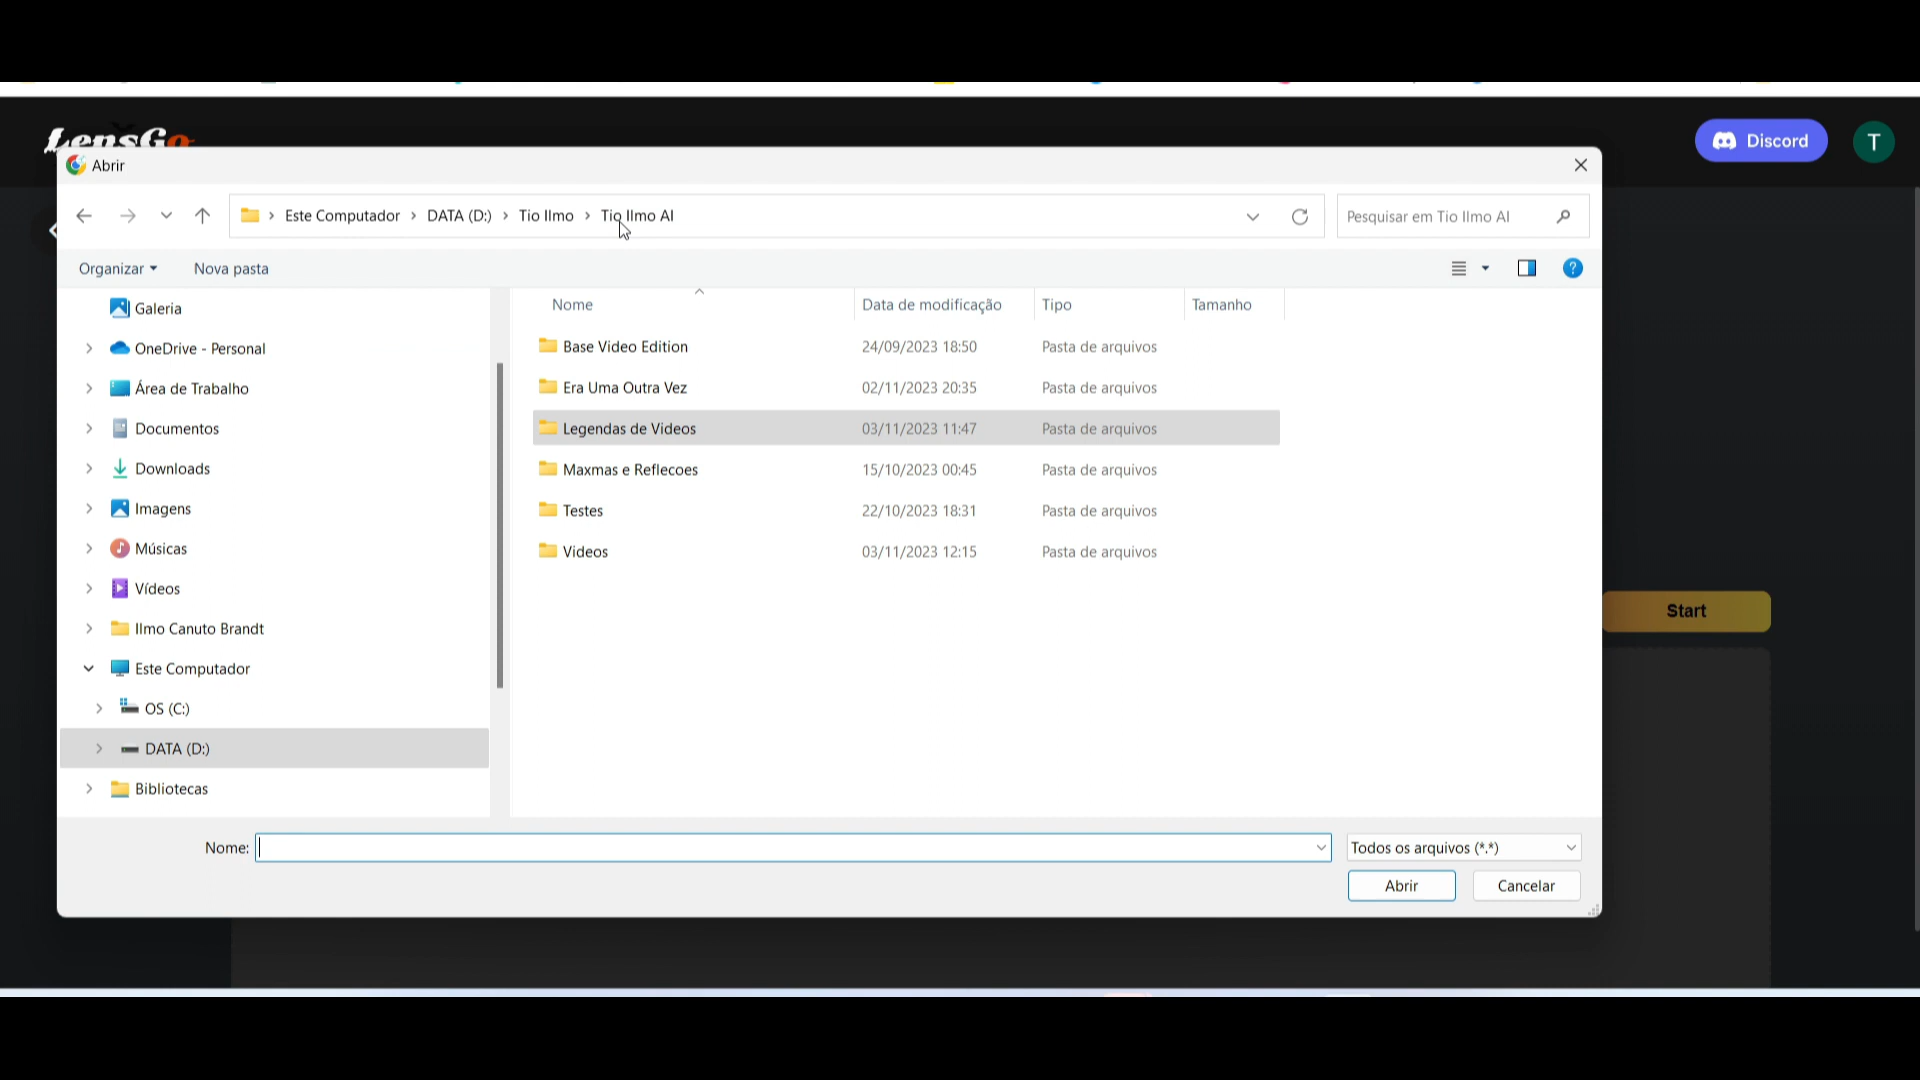 LensGo
Discord
T
Abrir
Este Computador > DATA (D:) > Tio Ilmo > Tio Ilmo AI
Pesquisar em Tio Ilmo AI
Organizar
Nova pasta
Galeria
OneDrive - Personal
Área de Trabalho
Documentos
Downloads
Imagens
Músicas
Vídeos
Ilmo Canuto Brandt
Este Computador
OS (C:)
DATA (D:)
Bibliotecas
Nome Data de modificação Tipo Tamanho
Base Video Edition 24/09/2023 18:50 Pasta de arquivos
Era Uma Outra Vez 02/11/2023 20:35 Pasta de arquivos
Legendas de Videos 03/11/2023 11:47 Pasta de arquivos
Maxmas e Reflecoes 15/10/2023 00:45 Pasta de arquivos
Testes 22/10/2023 18:31 Pasta de arquivos
Videos 03/11/2023 12:15 Pasta de arquivos
Start
Nome:
Todos os arquivos (*.*)
Abrir
Cancelar